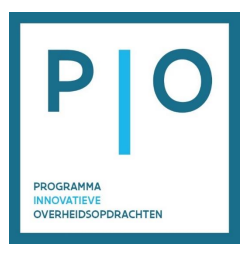 P|O
PROGRAMMA
INNOVATIEVE
OVERHEIDSOPDRACHTEN